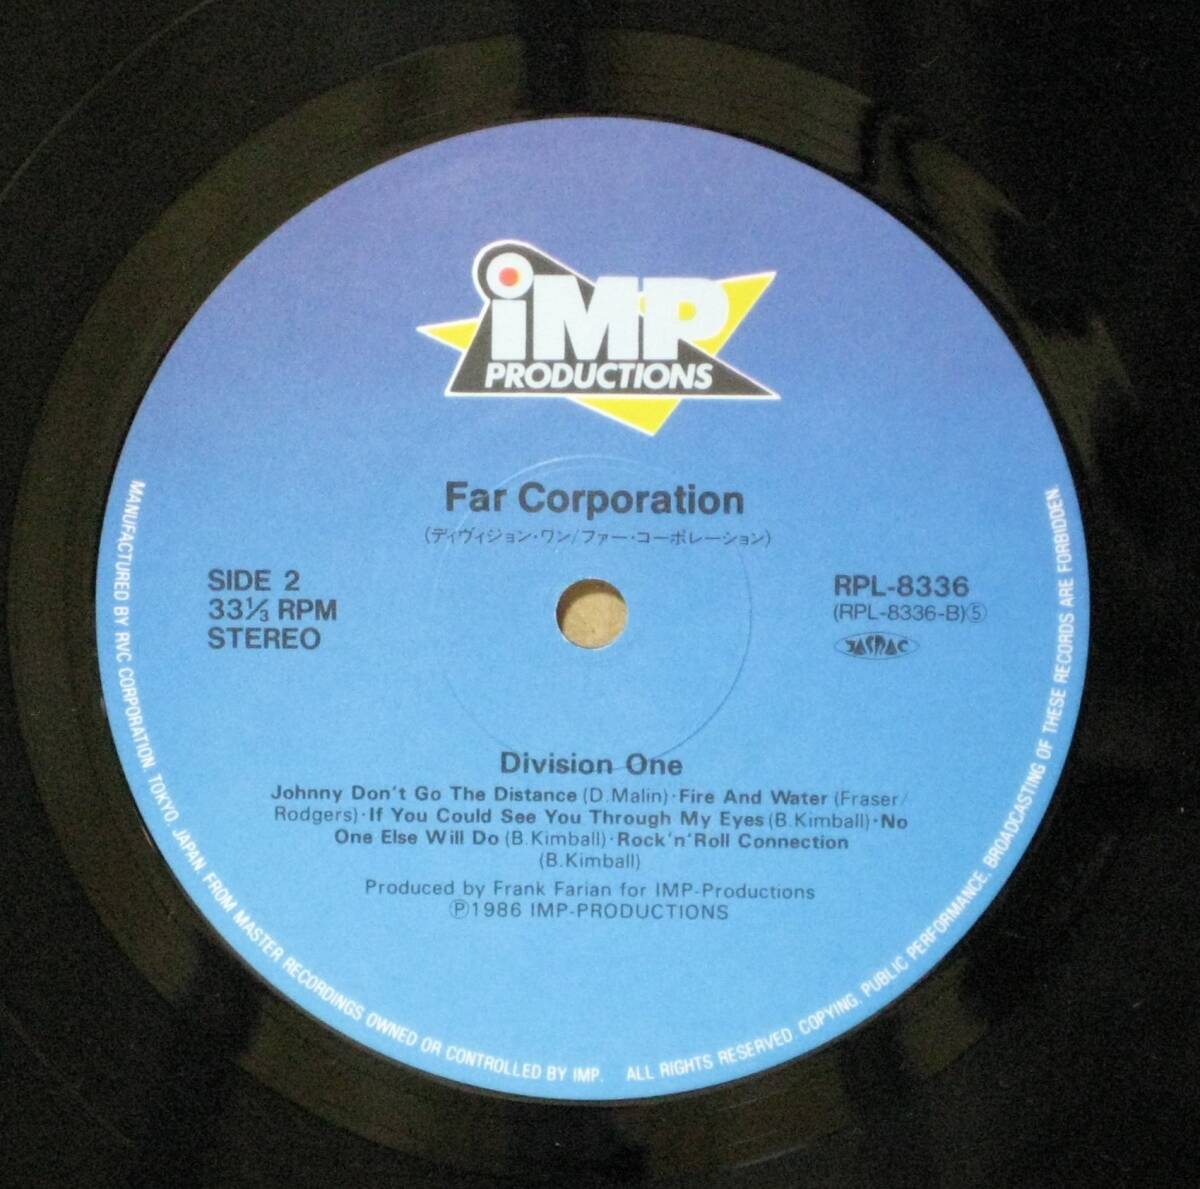 iMP
PRODUCTIONS
Far Corporation
(ディヴィジョン・ワン/ファー・コーポレーション)
SIDE 2
33⅓ RPM
STEREO
RPL-8336
(RPL-8336-B)⑤
JASRAC
Division One
Johnny Don't Go The Distance (D.Malin)・Fire And Water (Fraser/
Rodgers)・If You Could See You Through My Eyes (B.Kimball)・No
One Else Will Do (B.Kimball)・Rock'n'Roll Connection
(B.Kimball)
Produced by Frank Farian for IMP-Productions
Ⓟ1986 IMP-PRODUCTIONS
MANUFACTURED BY RVC CORPORATION. TOKYO JAPAN. FROM MASTER RECORDINGS OWNED OR CONTROLLED BY IMP. ALL RIGHTS RESERVED. COPYING. PUBLIC PERFORMANCE. BROADCASTING OF THESE RECORDS ARE FORBIDDEN.